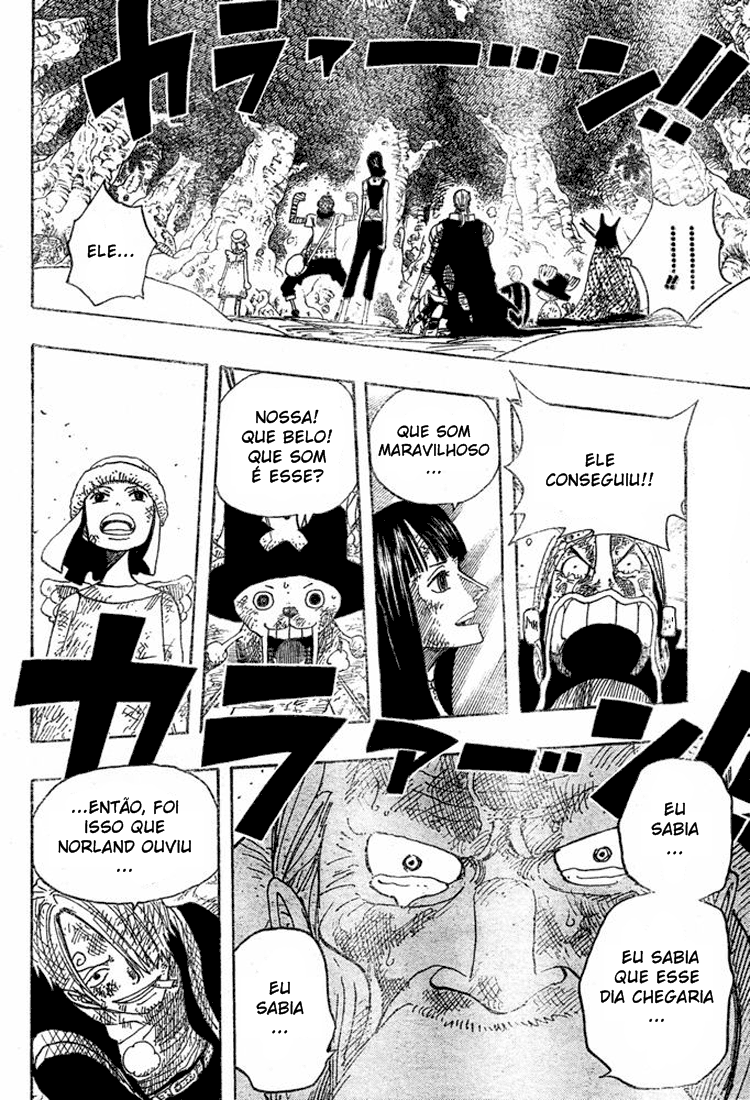 カラァーン!!
......!!
ELE...
ELE
CONSEGUIU!!
QUE SOM
MARAVILHOSO
...
NOSSA!
QUE BELO!
QUE SOM
É ESSE?
カラァーン!!
EU
SABIA
...
EU SABIA
QUE ESSE
DIA CHEGARIA
...
EU
SABIA
...
...ENTÃO, FOI
ISSO QUE
NORLAND OUVIU
...